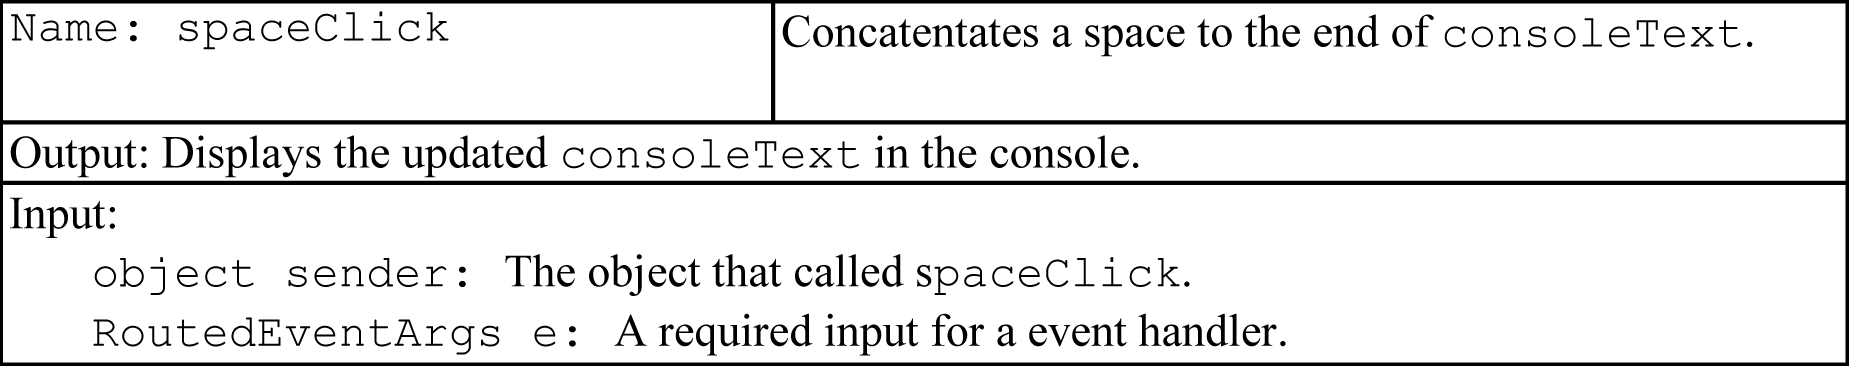 Name: spaceClick
Concatentates a space to the end of consoleText.
Output: Displays the updated consoleText in the console.
Input:
object sender: The object that called spaceClick.
RoutedEventArgs e: A required input for a event handler.